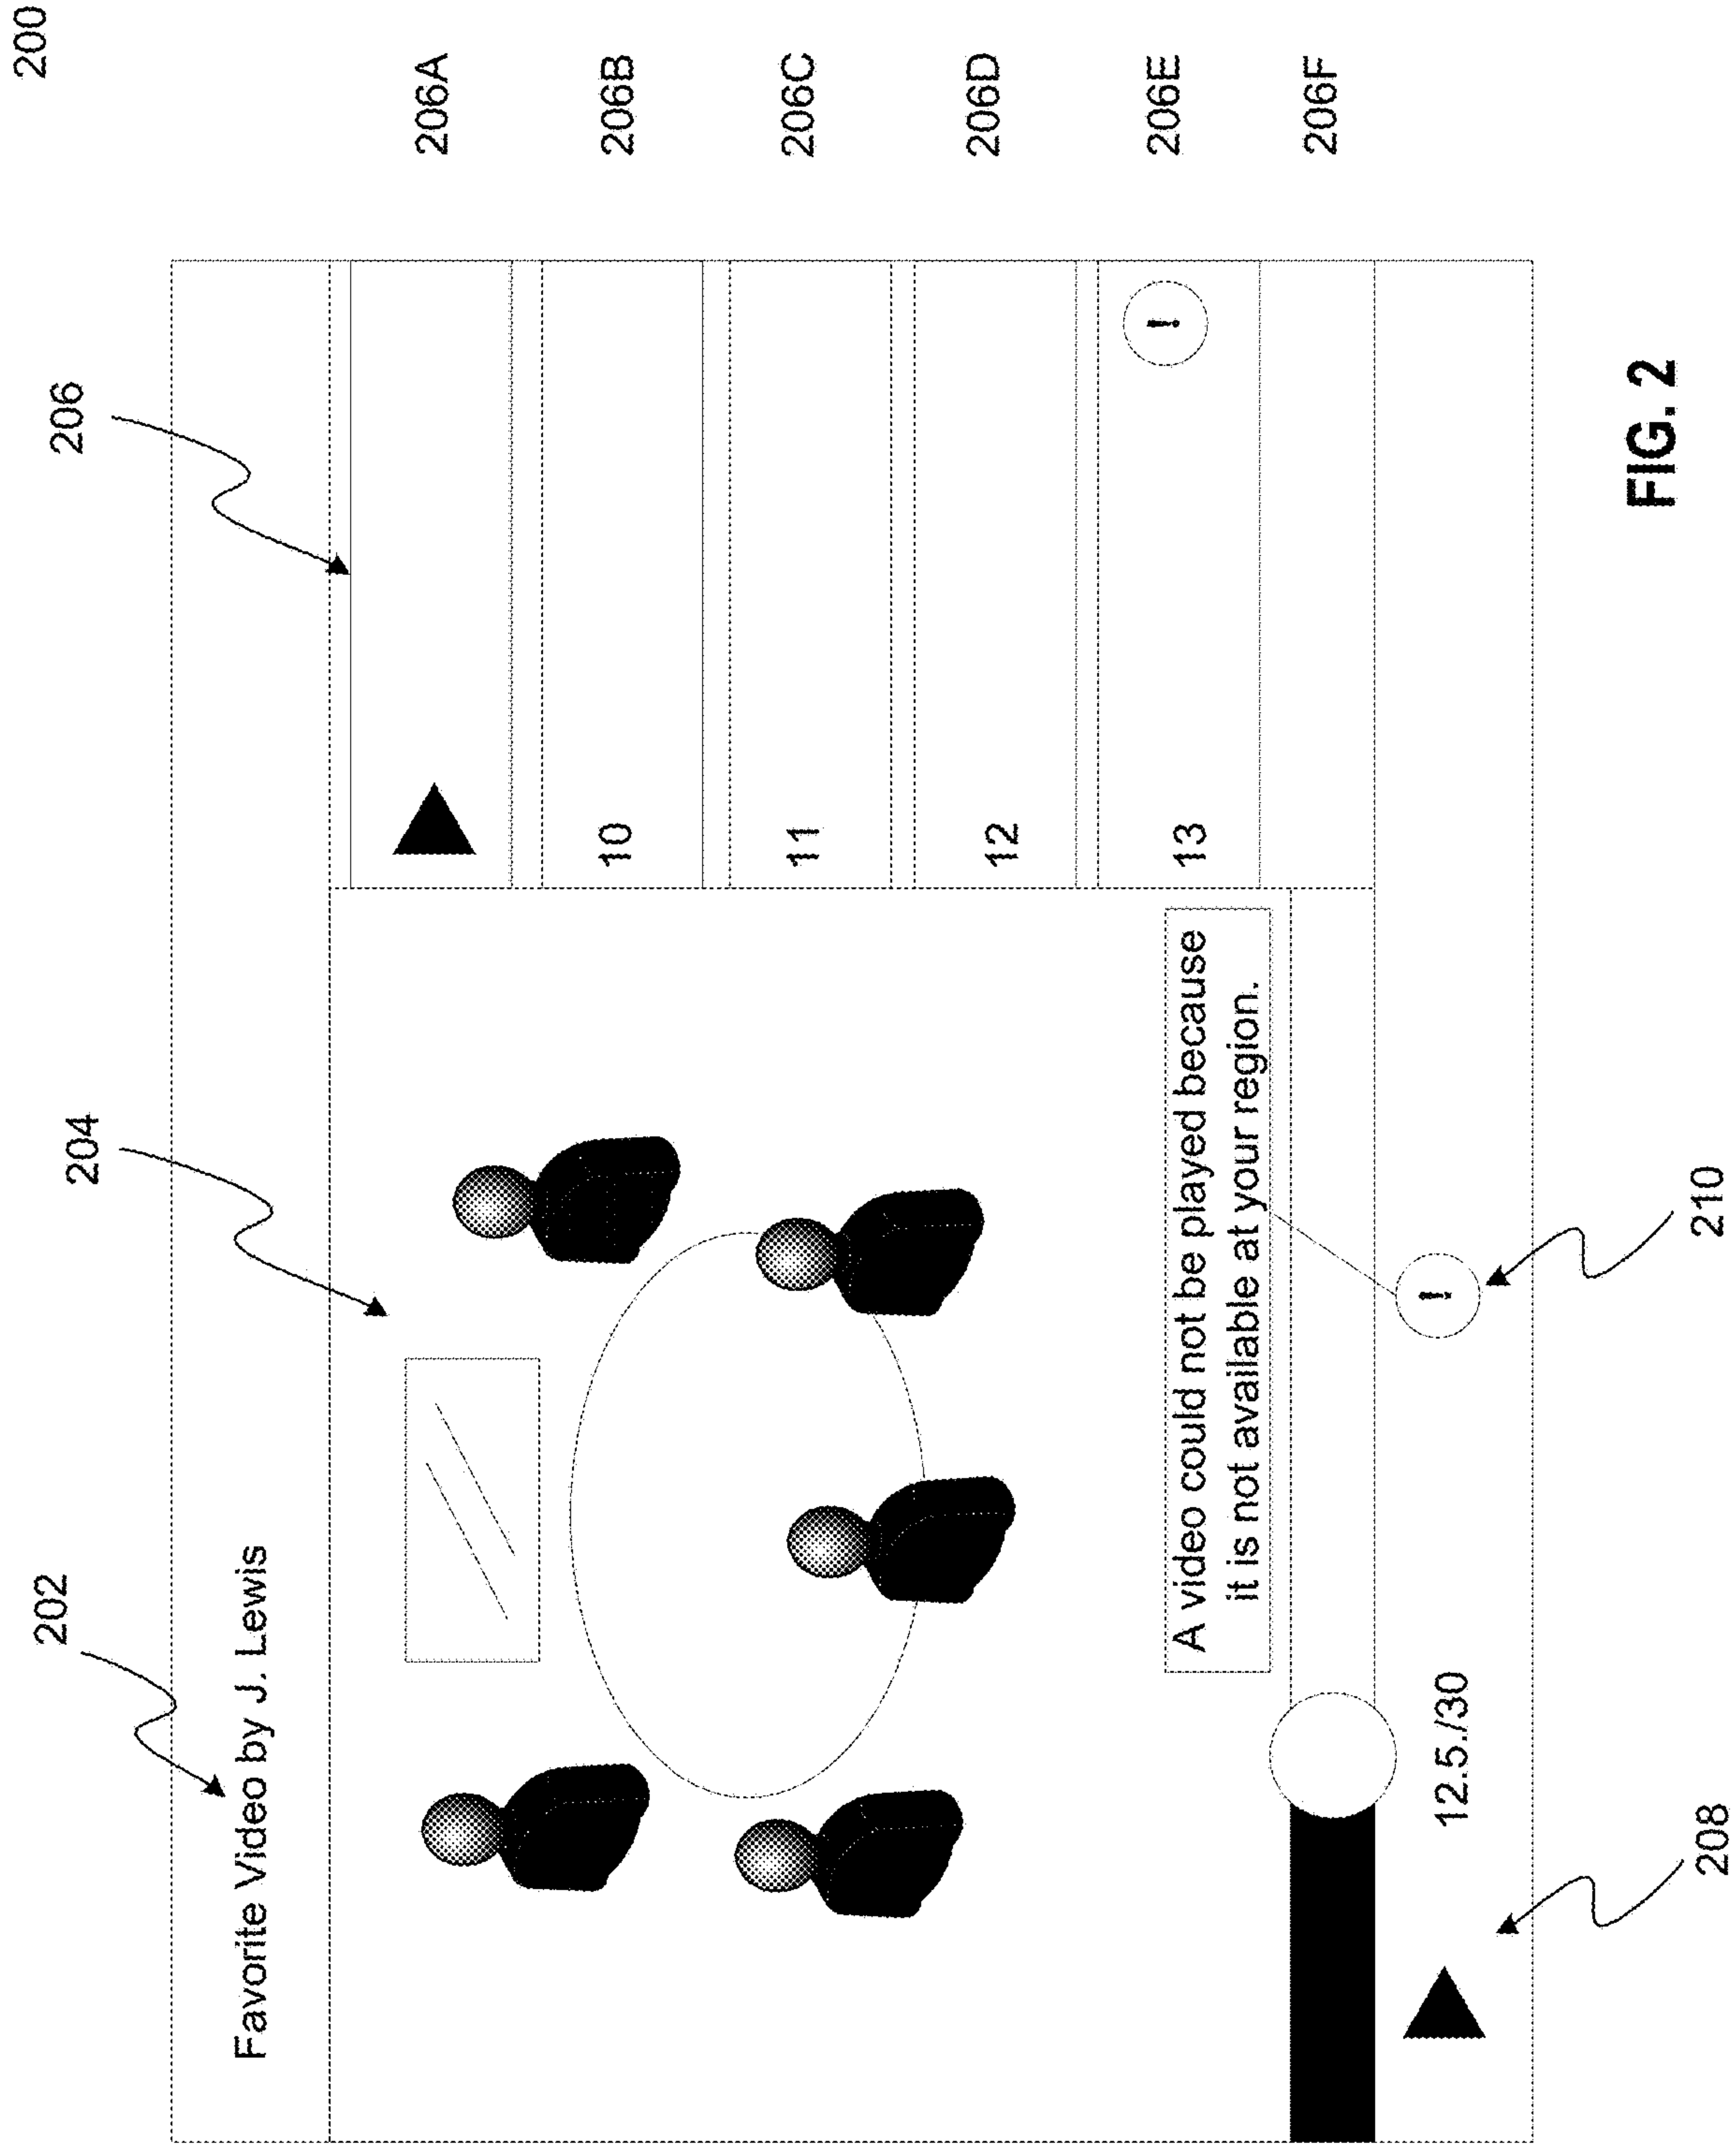 200
202
204
206
Favorite Video by J. Lewis
206A
10
206B
11
206C
12
206D
13
!
206E
A video could not be played because
it is not available at your region.
206F
12.5./30
!
208
210
FIG. 2